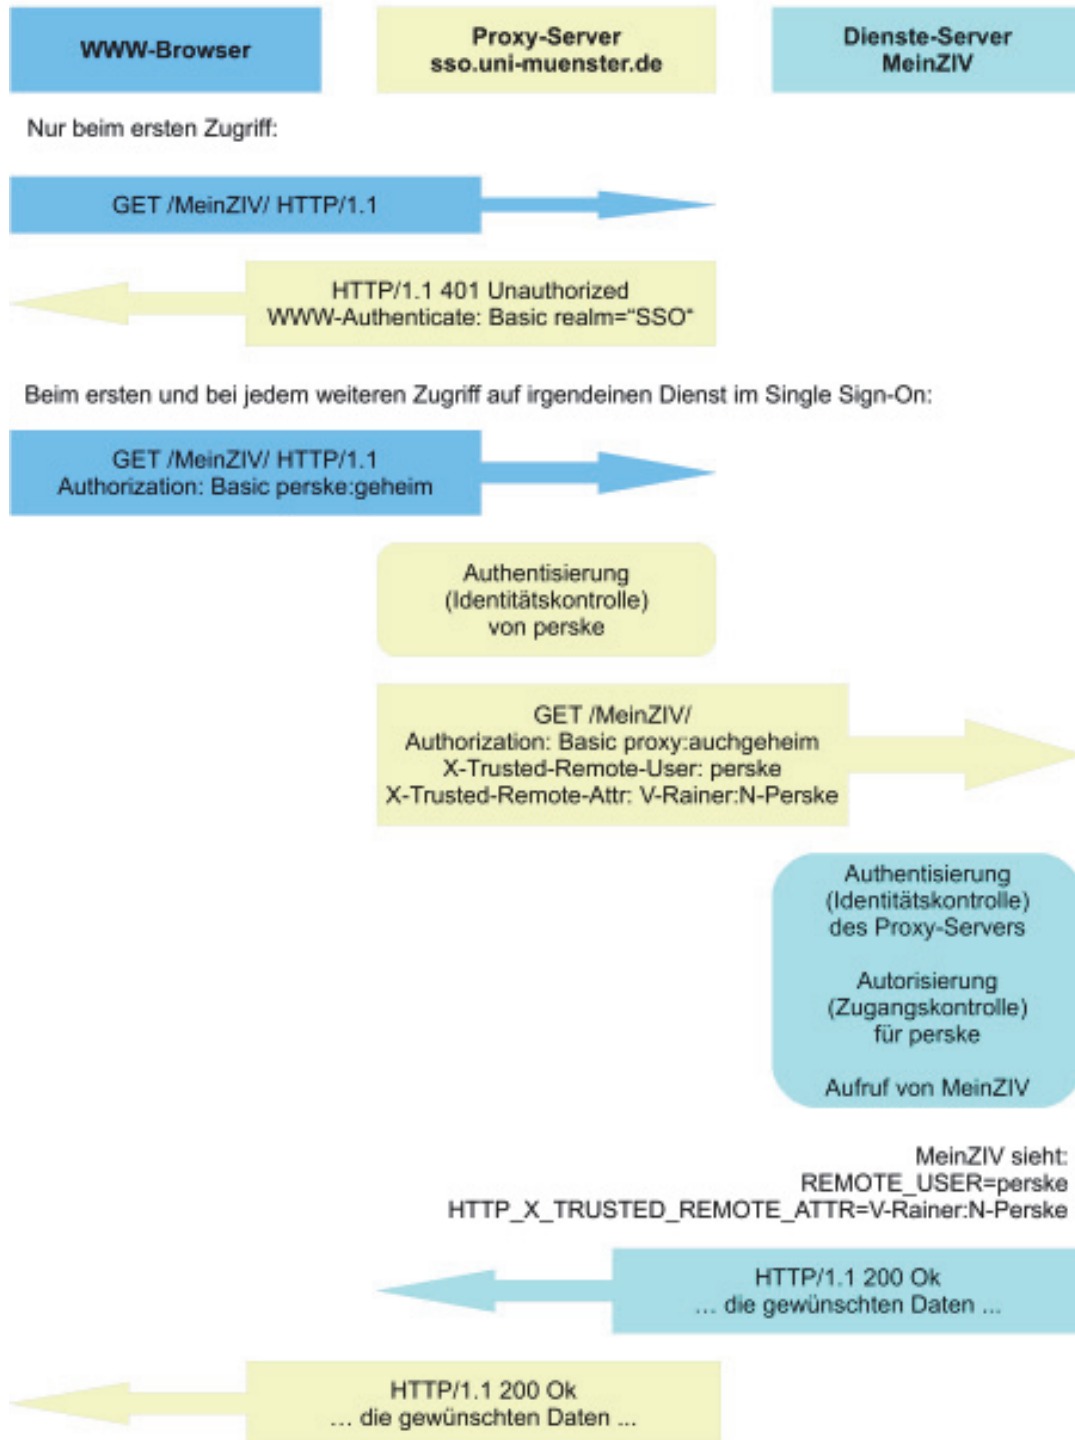 WWW-Browser
Proxy-Server
sso.uni-muenster.de
Dienste-Server
MeinZIV
Nur beim ersten Zugriff:
GET /MeinZIV/ HTTP/1.1
HTTP/1.1 401 Unauthorized
WWW-Authenticate: Basic realm="SSO"
Beim ersten und bei jedem weiteren Zugriff auf irgendeinen Dienst im Single Sign-On:
GET /MeinZIV/ HTTP/1.1
Authorization: Basic perske:geheim
Authentisierung
(Identitätskontrolle)
von perske
GET /MeinZIV/
Authorization: Basic proxy:auchgeheim
X-Trusted-Remote-User: perske
X-Trusted-Remote-Attr: V-Rainer:N-Perske
Authentisierung
(Identitätskontrolle)
des Proxy-Servers
Autorisierung
(Zugangskontrolle)
für perske
Aufruf von MeinZIV
MeinZIV sieht:
REMOTE_USER=perske
HTTP_X_TRUSTED_REMOTE_ATTR=V-Rainer:N-Perske
HTTP/1.1 200 Ok
... die gewünschten Daten ...
HTTP/1.1 200 Ok
... die gewünschten Daten ...